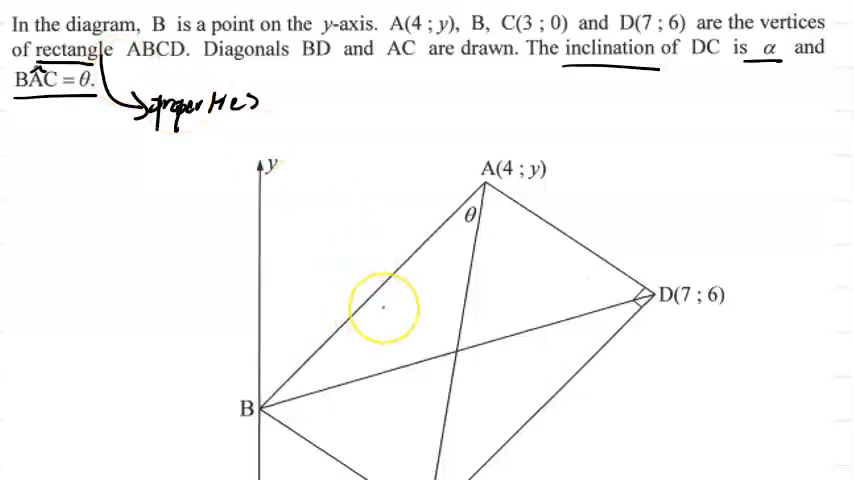 In the diagram, B is a point on the y-axis. A(4 ; y), B, C(3 ; 0) and D(7 ; 6) are the vertices
of rectangle ABCD. Diagonals BD and AC are drawn. The inclination of DC is α and
BÂC = θ.
properties
y
A(4 ; y)
θ
D(7 ; 6)
B